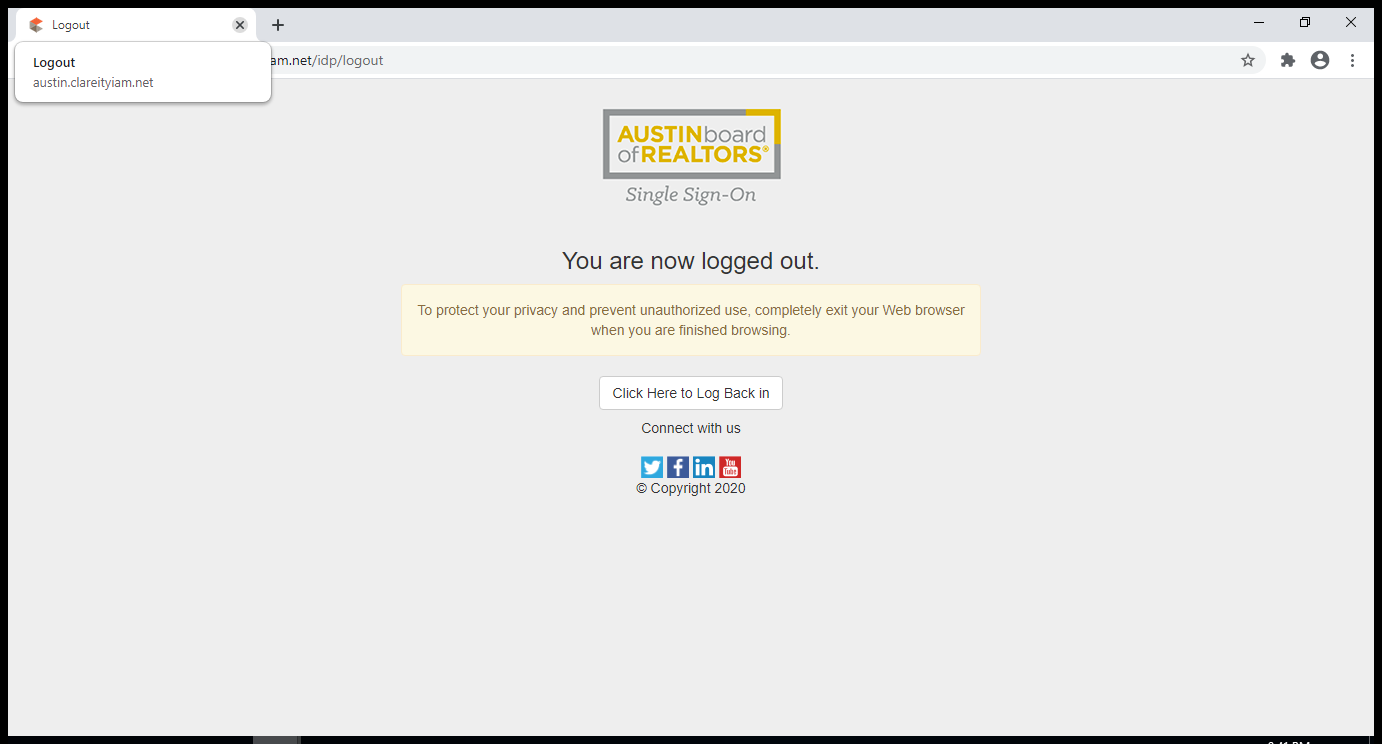 Logout
Logout
austin.clareityiam.net
am.net/idp/logout
AUSTINboard
ofREALTORS®
Single Sign-On
You are now logged out.
To protect your privacy and prevent unauthorized use, completely exit your Web browser
when you are finished browsing.
Click Here to Log Back in
Connect with us
You
Tube
© Copyright 2020